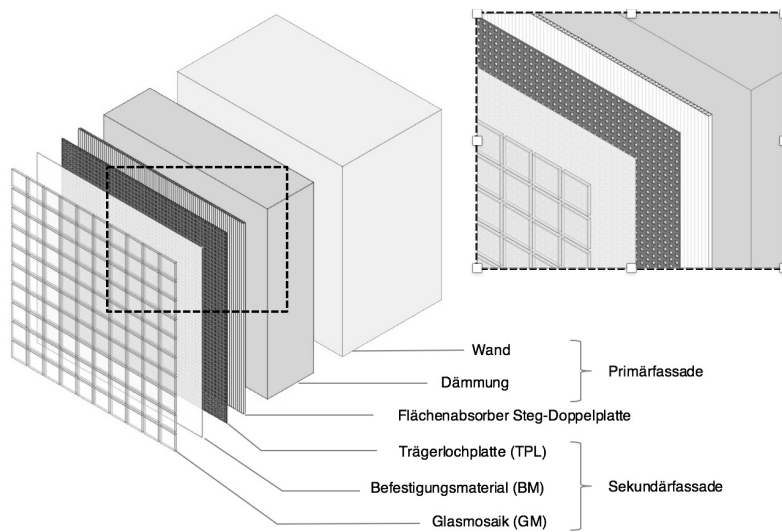 Wand
Primärfassade
Dämmung
Flächenabsorber Steg-Doppelplatte
Trägerlochplatte (TPL)
Befestigungsmaterial (BM)
Sekundärfassade
Glasmosaik (GM)